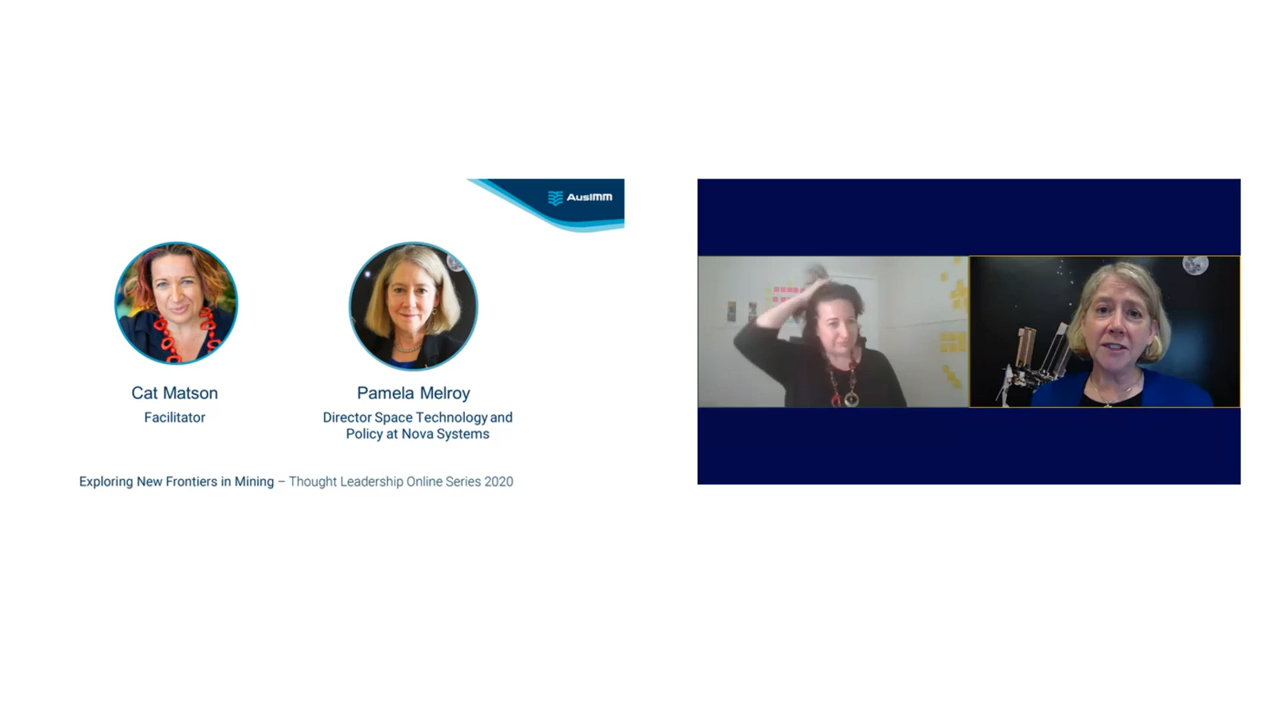 AusIMM
Cat Matson
Facilitator
Pamela Melroy
Director Space Technology and
Policy at Nova Systems
Exploring New Frontiers in Mining – Thought Leadership Online Series 2020